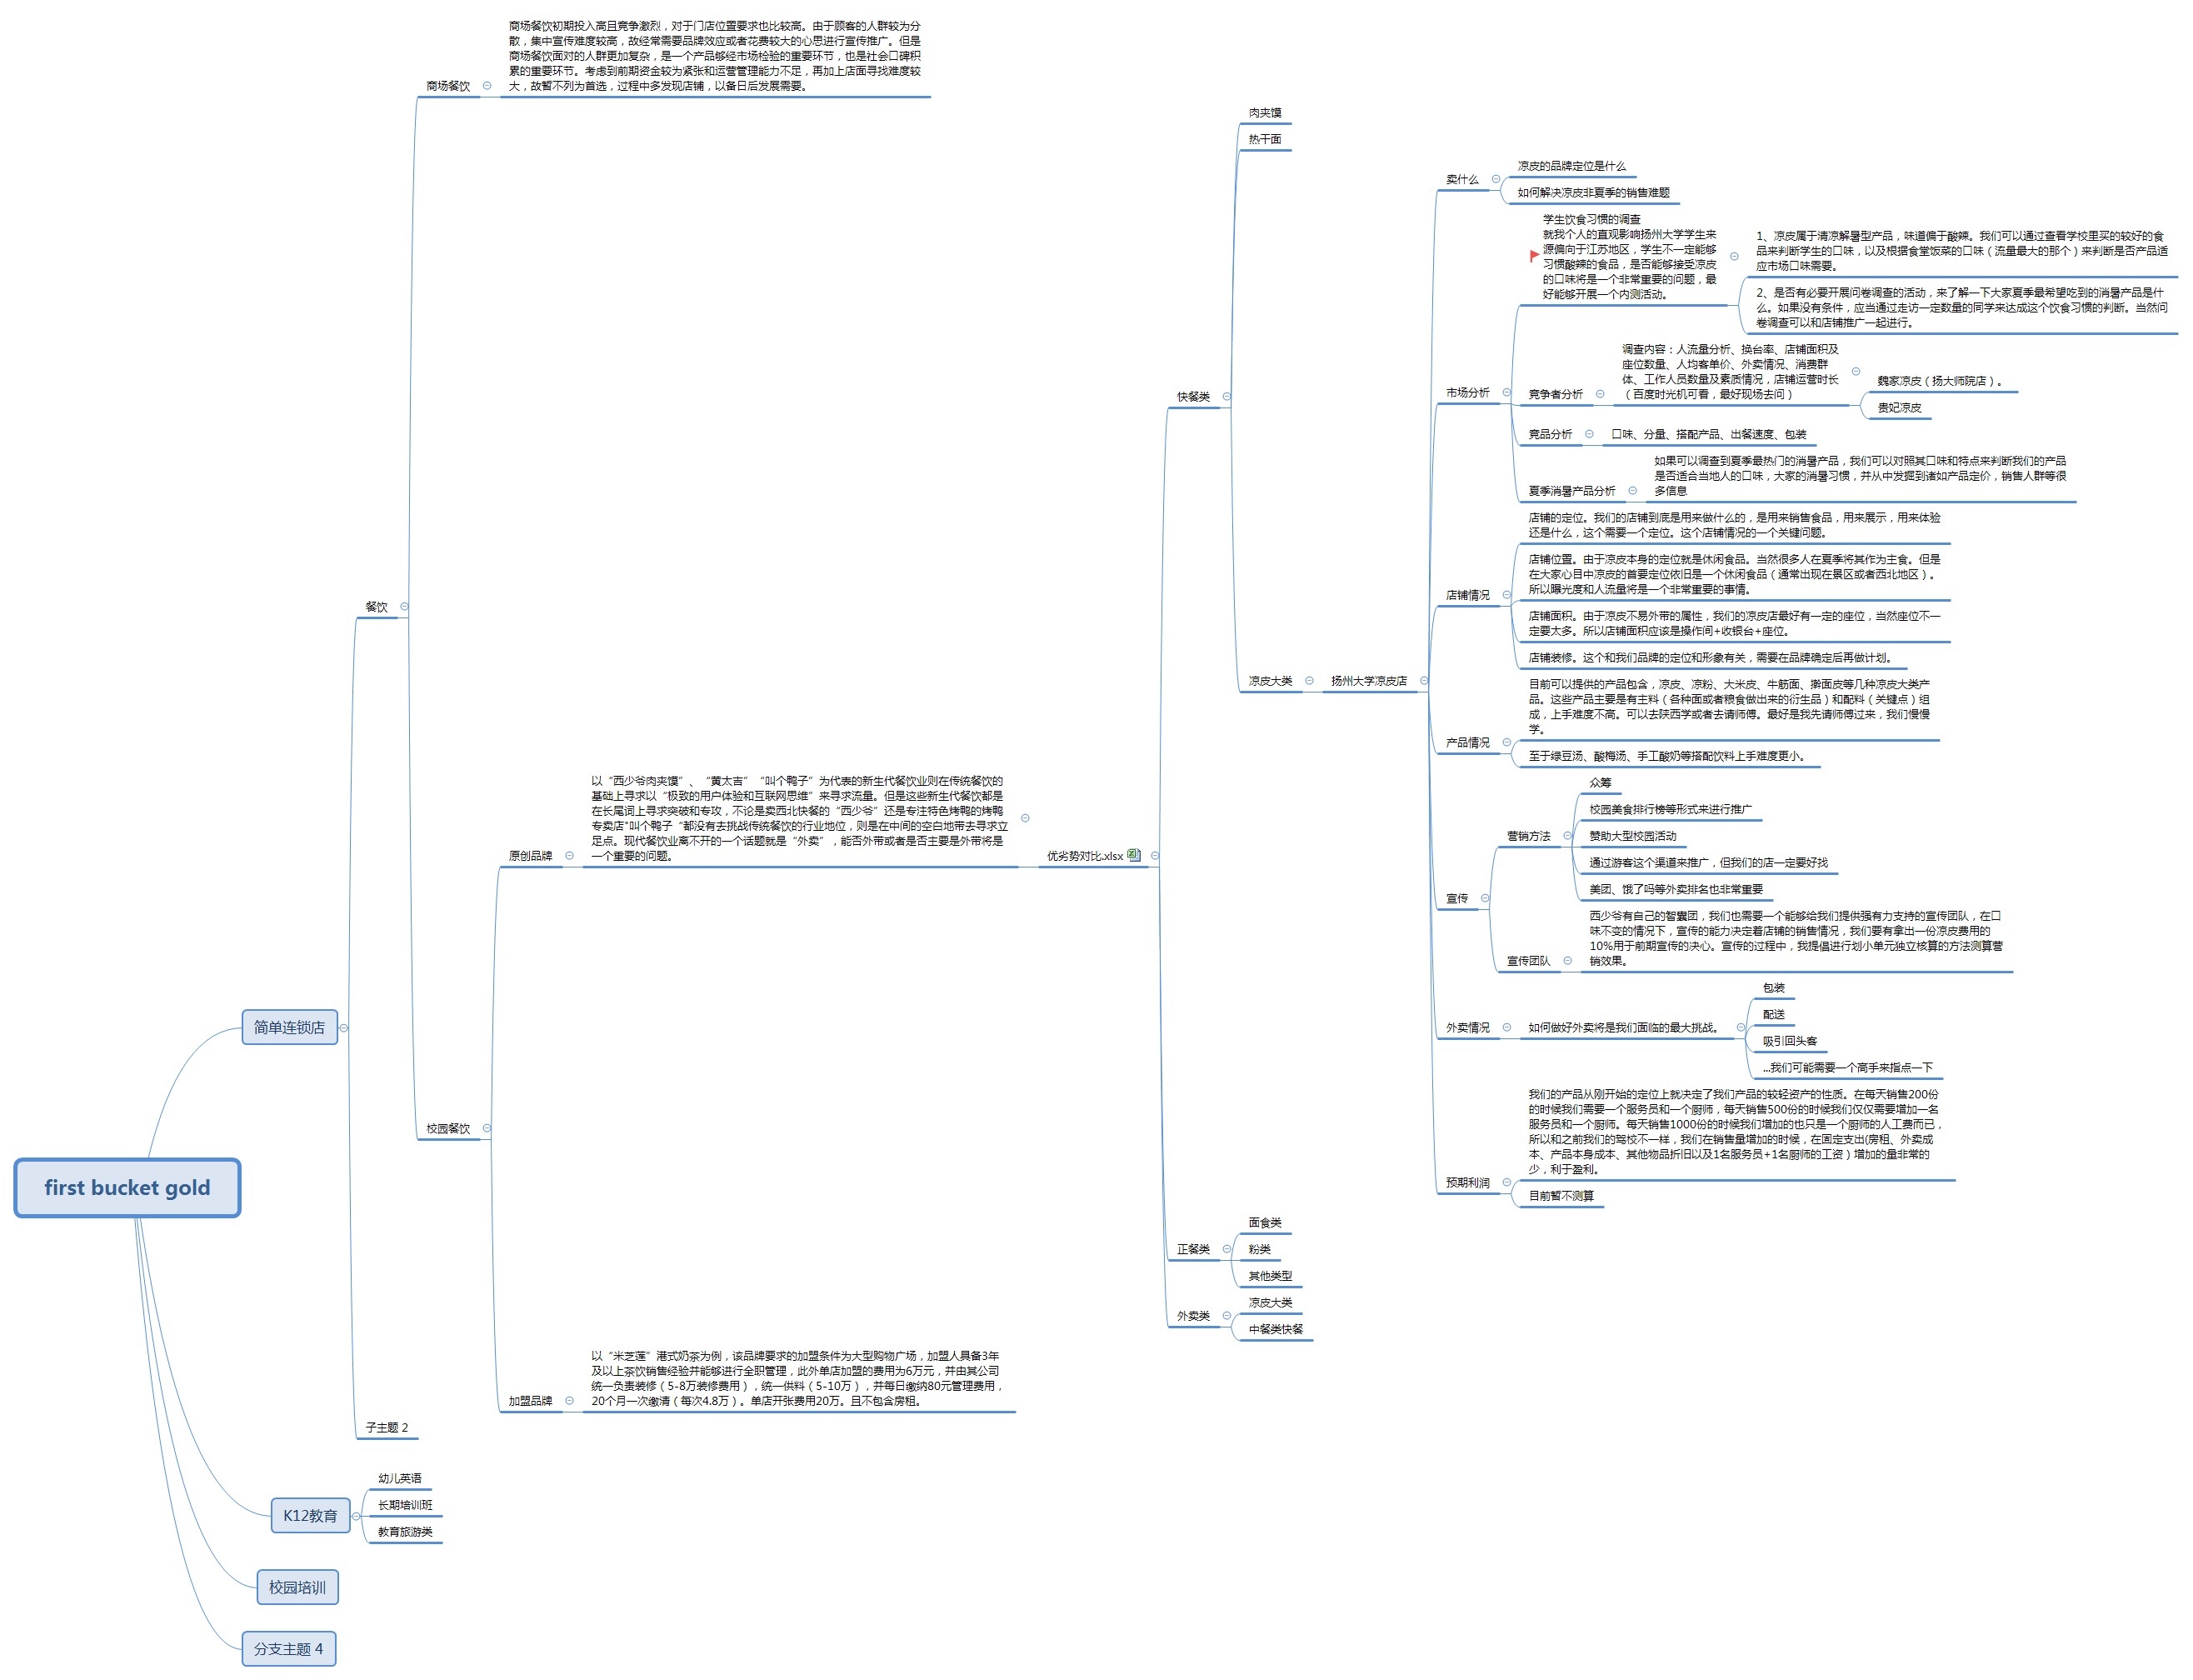 first bucket gold
简单连锁店
餐饮
商场餐饮
商场餐饮初期投入高且竞争激烈，对于门店位置要求也比较高。由于顾客的人群较为分
散，集中宣传难度较高，故经常需要品牌效应或者花费较大的心思进行宣传推广。但是
商场餐饮面对的人群更加复杂，是一个产品够经市场检验的重要环节，也是社会口碑积
累的重要环节。考虑到前期资金较为紧张和运营管理能力不足，再加上店面寻找难度较
大，故暂不列为首选，过程中多发现店铺，以备日后发展需要。
校园餐饮
原创品牌
以“西少爷肉夹馍”、“黄太吉”“叫个鸭子”为代表的新生代餐饮业则在传统餐饮的
基础上寻求以“极致的用户体验和互联网思维”来寻求流量。但是这些新生代餐饮都是
在长尾词上寻求突破和专攻，不论是卖西北快餐的“西少爷”还是专注特色烤鸭的烤鸭
专卖店"叫个鸭子“都没有去挑战传统餐饮的行业地位，则是在中间的空白地带去寻求立
足点。现代餐饮业离不开的一个话题就是“外卖”，能否外带或者是否主要是外带将是
一个重要的问题。
优劣势对比.xlsx
快餐类
肉夹馍
热干面
凉皮大类
扬州大学凉皮店
卖什么
凉皮的品牌定位是什么
如何解决凉皮非夏季的销售难题
市场分析
学生饮食习惯的调查
就我个人的直观影响扬州大学学生来
源偏向于江苏地区，学生不一定能够
习惯酸辣的食品，是否能够接受凉皮
的口味将是一个非常重要的问题，最
好能够开展一个内测活动。
1、凉皮属于清凉解暑型产品，味道偏于酸辣。我们可以通过查看学校里买的较好的食
品来判断学生的口味，以及根据食堂饭菜的口味（流量最大的那个）来判断是否产品适
应市场口味需要。
2、是否有必要开展问卷调查的活动，来了解一下大家夏季最希望吃到的消暑产品是什
么。如果没有条件，应当通过走访一定数量的同学来达成这个饮食习惯的判断。当然问
卷调查可以和店铺推广一起进行。
竞争者分析
调查内容：人流量分析、换台率、店铺面积及
座位数量、人均客单价、外卖情况、消费群
体、工作人员数量及素质情况，店铺运营时长
（百度时光机可看，最好现场去问）
魏家凉皮（扬大师院店）。
贵妃凉皮
竞品分析
口味、分量、搭配产品、出餐速度、包装
夏季消暑产品分析
如果可以调查到夏季最热门的消暑产品，我们可以对照其口味和特点来判断我们的产品
是否适合当地人的口味，大家的消暑习惯，并从中发掘到诸如产品定价，销售人群等很
多信息
店铺情况
店铺的定位。我们的店铺到底是用来做什么的，是用来销售食品，用来展示，用来体验
还是什么，这个需要一个定位。这个店铺情况的一个关键问题。
店铺位置。由于凉皮本身的定位就是休闲食品。当然很多人在夏季将其作为主食。但是
在大家心目中凉皮的首要定位依旧是一个休闲食品（通常出现在景区或者西北地区）。
所以曝光度和人流量将是一个非常重要的事情。
店铺面积。由于凉皮不易外带的属性，我们的凉皮店最好有一定的座位，当然座位不一
定要太多。所以店铺面积应该是操作间+收银台+座位。
店铺装修。这个和我们品牌的定位和形象有关，需要在品牌确定后再做计划。
产品情况
目前可以提供的产品包含，凉皮、凉粉、大米皮、牛筋面、擀面皮等几种凉皮大类产
品。这些产品主要是有主料（各种面或者粮食做出来的衍生品）和配料（关键点）组
成，上手难度不高。可以去陕西学或者去请师傅。最好是我先请师傅过来，我们慢慢
学。
至于绿豆汤、酸梅汤、手工酸奶等搭配饮料上手难度更小。
宣传
营销方法
众筹
校园美食排行榜等形式来进行推广
赞助大型校园活动
通过游客这个渠道来推广，但我们的店一定要好找
美团、饿了吗等外卖排名也非常重要
宣传团队
西少爷有自己的智囊团，我们也需要一个能够给我们提供强有力支持的宣传团队，在口
味不变的情况下，宣传的能力决定着店铺的销售情况，我们要有拿出一份凉皮费用的
10%用于前期宣传的决心。宣传的过程中，我提倡进行划小单元独立核算的方法测算营
销效果。
外卖情况
如何做好外卖将是我们面临的最大挑战。
包装
配送
吸引回头客
...我们可能需要一个高手来指点一下
预期利润
我们的产品从刚开始的定位上就决定了我们产品的较轻资产的性质。在每天销售200份
的时候我们需要一个服务员和一个厨师，每天销售500份的时候我们仅仅需要增加一名
服务员和一个厨师。每天销售1000份的时候我们增加的也只是一个厨师的人工费而已，
所以和之前我们的驾校不一样，我们在销售量增加的时候，在固定支出(房租、外卖成
本、产品本身成本、其他物品折旧以及1名服务员+1名厨师的工资）增加的量非常的
少，利于盈利。
目前暂不测算
正餐类
面食类
粉类
其他类型
外卖类
凉皮大类
中餐类快餐
加盟品牌
以“米芝莲”港式奶茶为例，该品牌要求的加盟条件为大型购物广场，加盟人具备3年
及以上茶饮销售经验并能够进行全职管理，此外单店加盟的费用为6万元，并由其公司
统一负责装修（5-8万装修费用），统一供料（5-10万），并每日缴纳80元管理费用，
20个月一次缴清（每次4.8万）。单店开张费用20万。且不包含房租。
子主题 2
K12教育
幼儿英语
长期培训班
教育旅游类
校园培训
分支主题 4